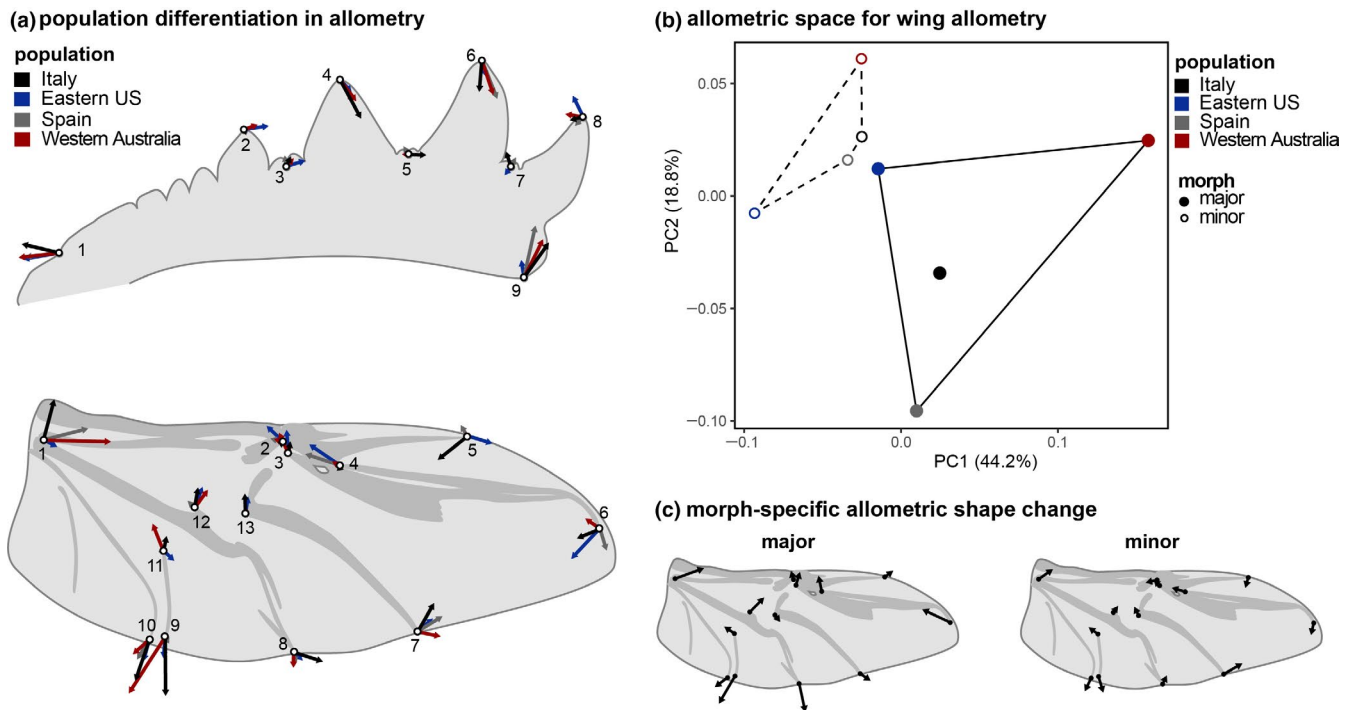 (a) population differentiation in allometry
population
Italy
Eastern US
Spain
Western Australia
1
2
3
4
5
6
7
8
9
1
2
3
4
5
6
7
8
9
10
11
12
13
(b) allometric space for wing allometry
0.05
0.00
−0.05
−0.10
PC2 (18.8%)
−0.1
0.0
0.1
PC1 (44.2%)
population
Italy
Eastern US
Spain
Western Australia
morph
major
minor
(c) morph-specific allometric shape change
major
minor